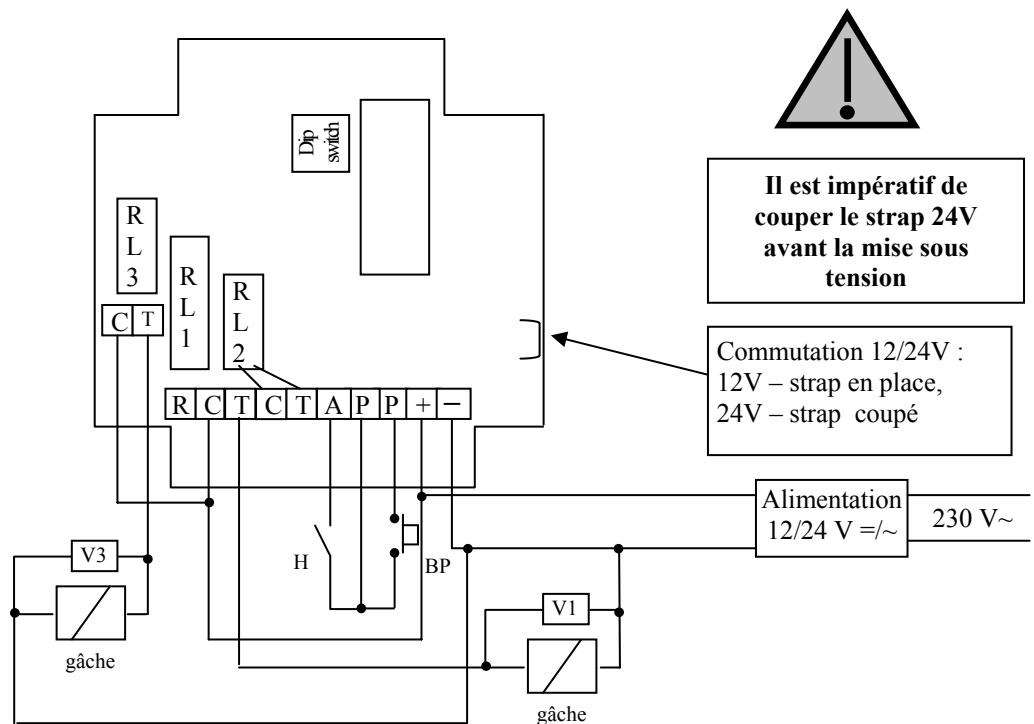 Dip
switch
R
L
3
R
L
1
R
L
2
C T
R C T C T A P P + −
Il est impératif de
couper le strap 24V
avant la mise sous
tension
Commutation 12/24V :
12V – strap en place,
24V – strap coupé
Alimentation
12/24 V =/~
230 V~
H
BP
V3
gâche
V1
gâche